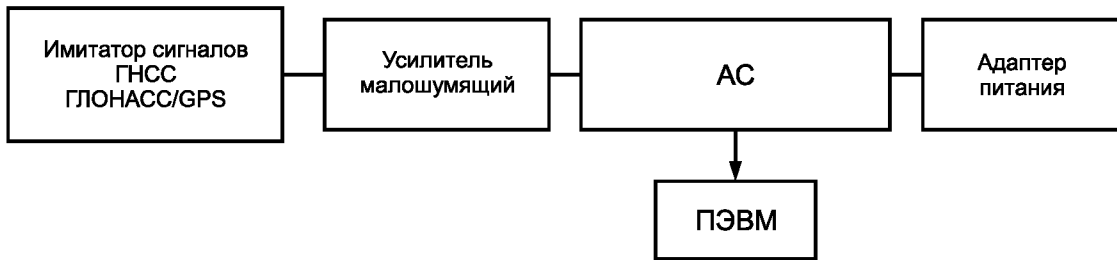 Имитатор сигналов
ГНСС
ГЛОНАСС/GPS
Усилитель
малошумящий
АС
Адаптер
питания
ПЭВМ